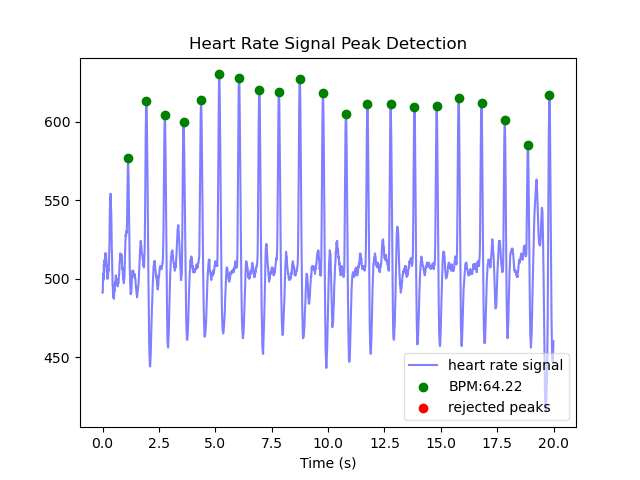 Heart Rate Signal Peak Detection
600
550
500
450
heart rate signal
BPM:64.22
rejected peaks
0.0 2.5 5.0 7.5 10.0 12.5 15.0 17.5 20.0
Time (s)